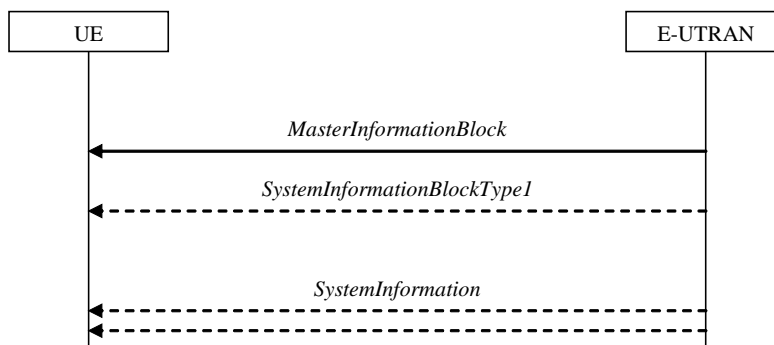 UE
E-UTRAN
MasterInformationBlock
SystemInformationBlockType1
SystemInformation